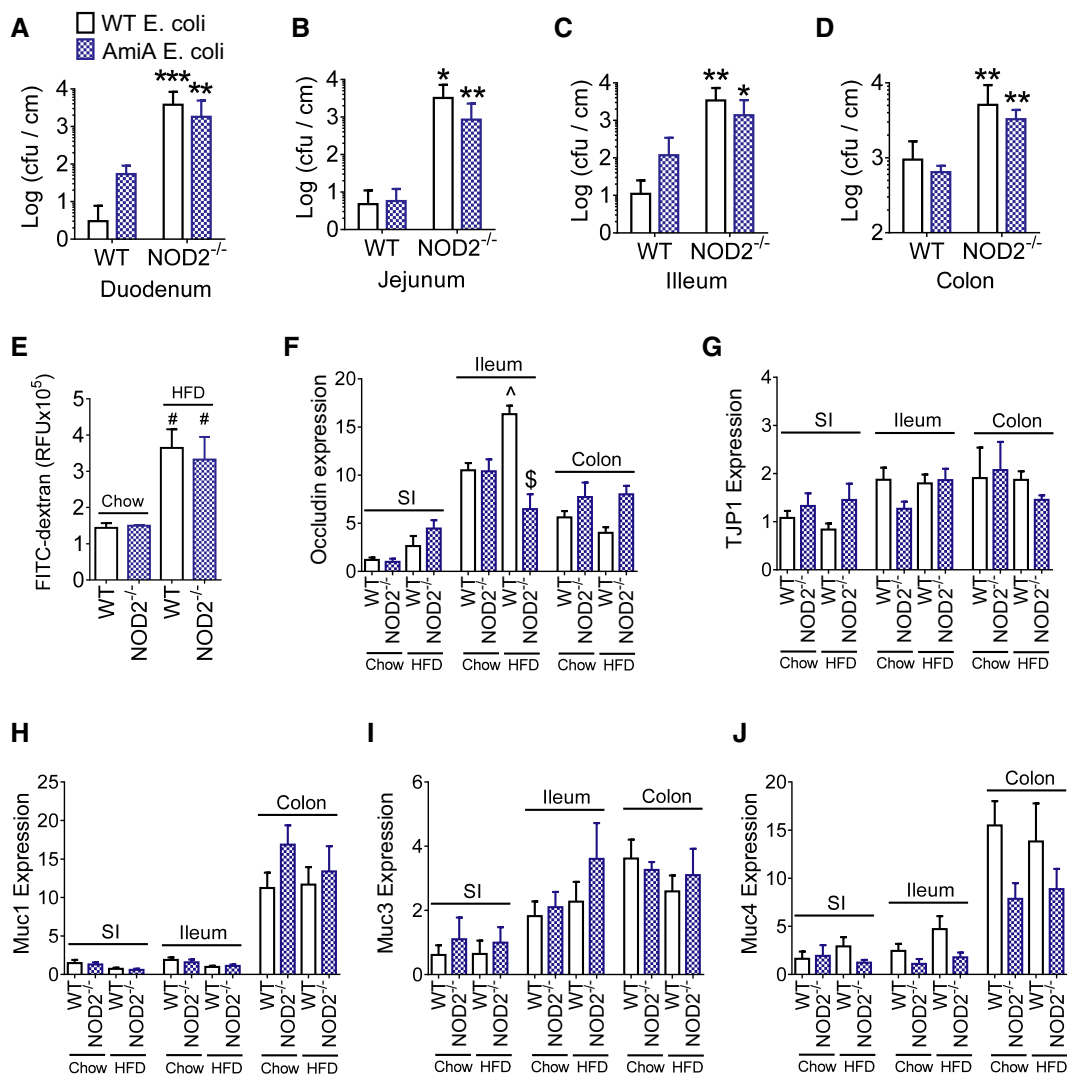 A
WT E. coli
AmiA E. coli
Log (cfu / cm)
4
3
2
1
0
***
**
WT NOD2-/-
Duodenum
B
Log (cfu / cm)
4
3
2
1
0
*
**
WT NOD2-/-
Jejunum
C
Log (cfu / cm)
4
3
2
1
0
**
*
WT NOD2-/-
Illeum
D
Log (cfu / cm)
4
3
2
**
**
WT NOD2-/-
Colon
E
FITC-dextran (RFUx10^5)
5
4
3
2
1
0
Chow
HFD
# #
WT NOD2-/- WT NOD2-/-
F
Occludin expression
20
15
10
5
0
SI
Ileum
^
$
Colon
WT NOD2-/- WT NOD2-/- WT NOD2-/- WT NOD2-/- WT NOD2-/- WT NOD2-/-
Chow HFD Chow HFD Chow HFD
G
TJP1 Expression
4
3
2
1
0
SI
Ileum
Colon
WT NOD2-/- WT NOD2-/- WT NOD2-/- WT NOD2-/- WT NOD2-/- WT NOD2-/-
Chow HFD Chow HFD Chow HFD
H
Muc1 Expression
25
20
15
10
5
0
SI
Ileum
Colon
WT NOD2-/- WT NOD2-/- WT NOD2-/- WT NOD2-/- WT NOD2-/- WT NOD2-/-
Chow HFD Chow HFD Chow HFD
I
Muc3 Expression
6
4
2
0
SI
Ileum
Colon
WT NOD2-/- WT NOD2-/- WT NOD2-/- WT NOD2-/- WT NOD2-/- WT NOD2-/-
Chow HFD Chow HFD Chow HFD
J
Muc4 Expression
20
15
10
5
0
SI
Ileum
Colon
WT NOD2-/- WT NOD2-/- WT NOD2-/- WT NOD2-/- WT NOD2-/- WT NOD2-/-
Chow HFD Chow HFD Chow HFD